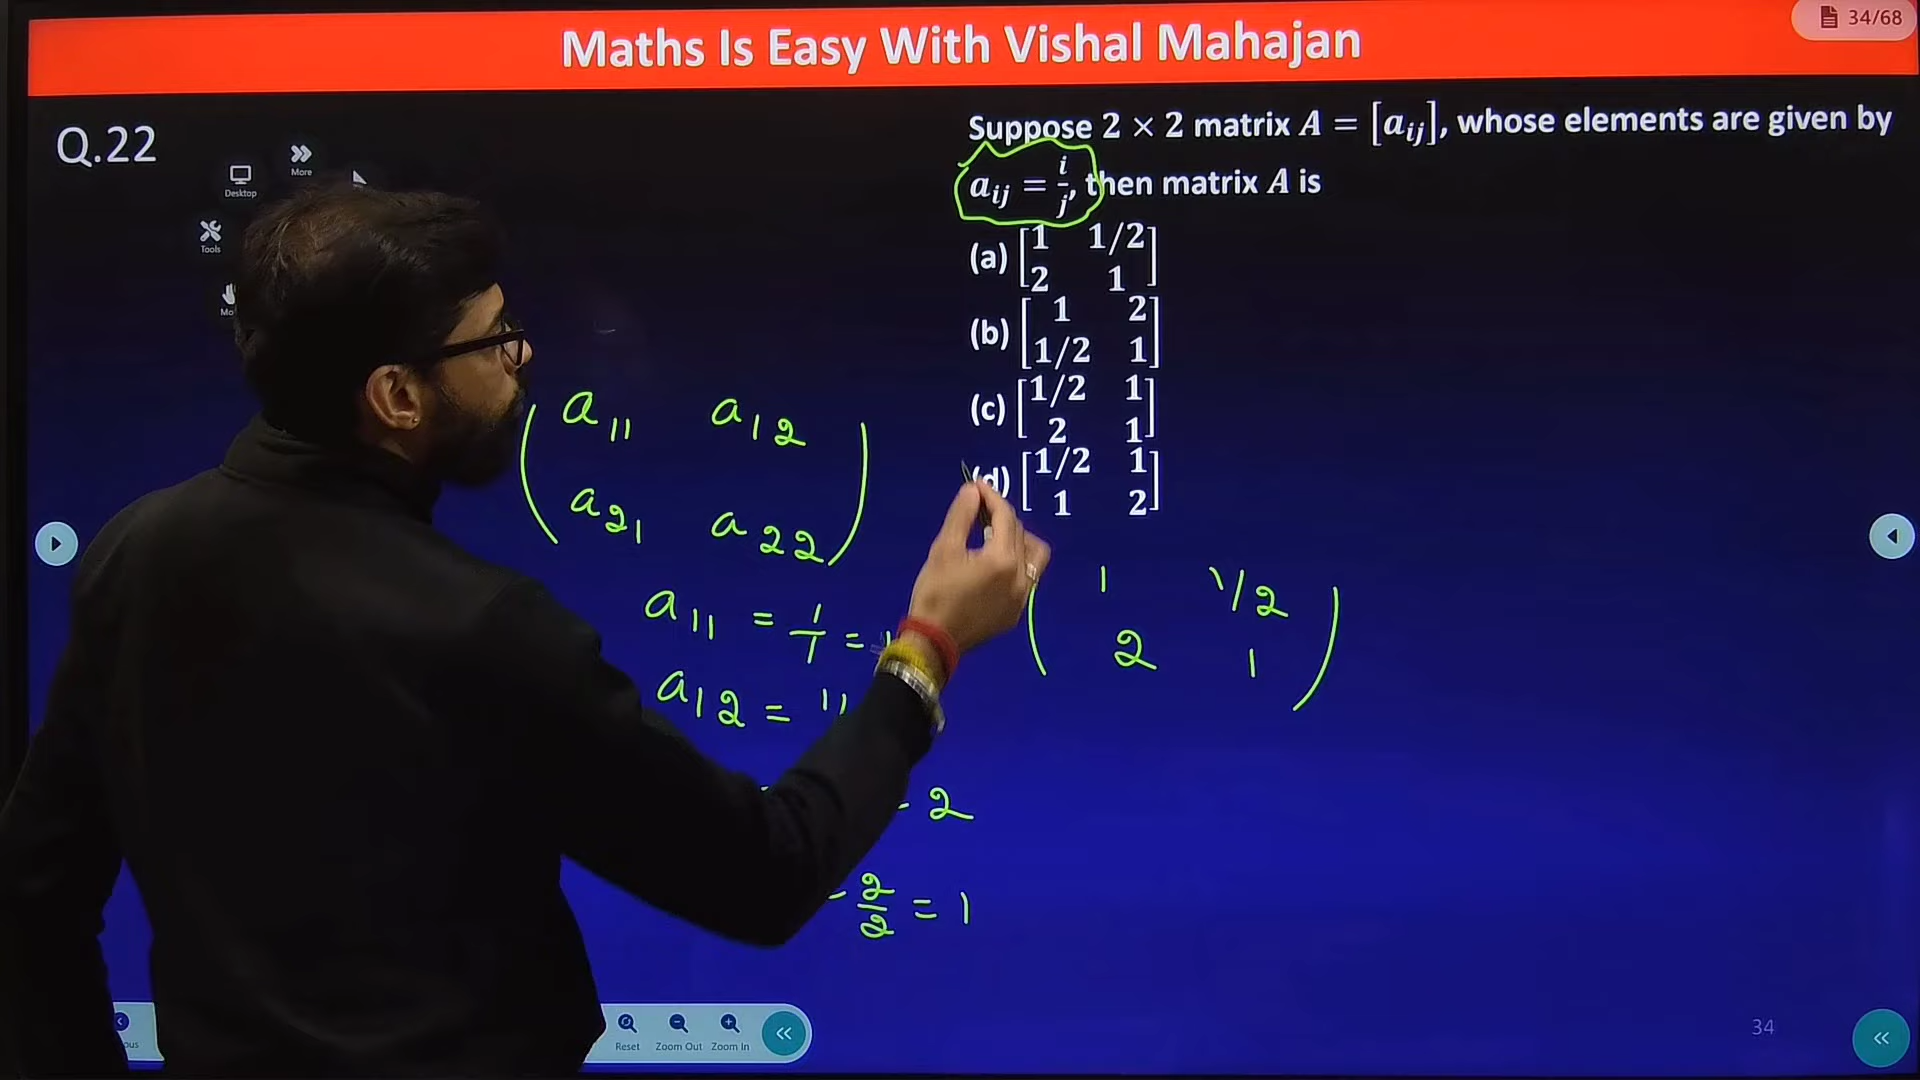 Maths Is Easy With Vishal Mahajan
34/68
Q.22
Suppose 2 × 2 matrix A = [aᵢⱼ], whose elements are given by
aᵢⱼ = i/j, then matrix A is
(a) [1 1/2
2 1]
(b) [1 2
1/2 1]
(c) [1/2 1
2 1]
(d) [1/2 1
1 2]
More
Desktop
Tools
a₁₁ a₁₂
a₂₁ a₂₂
a₁₁ = 1/1 =
a₁₂ =
2
2/2 = 1
1 1/2
2 1
Reset
Zoom Out
Zoom In
34